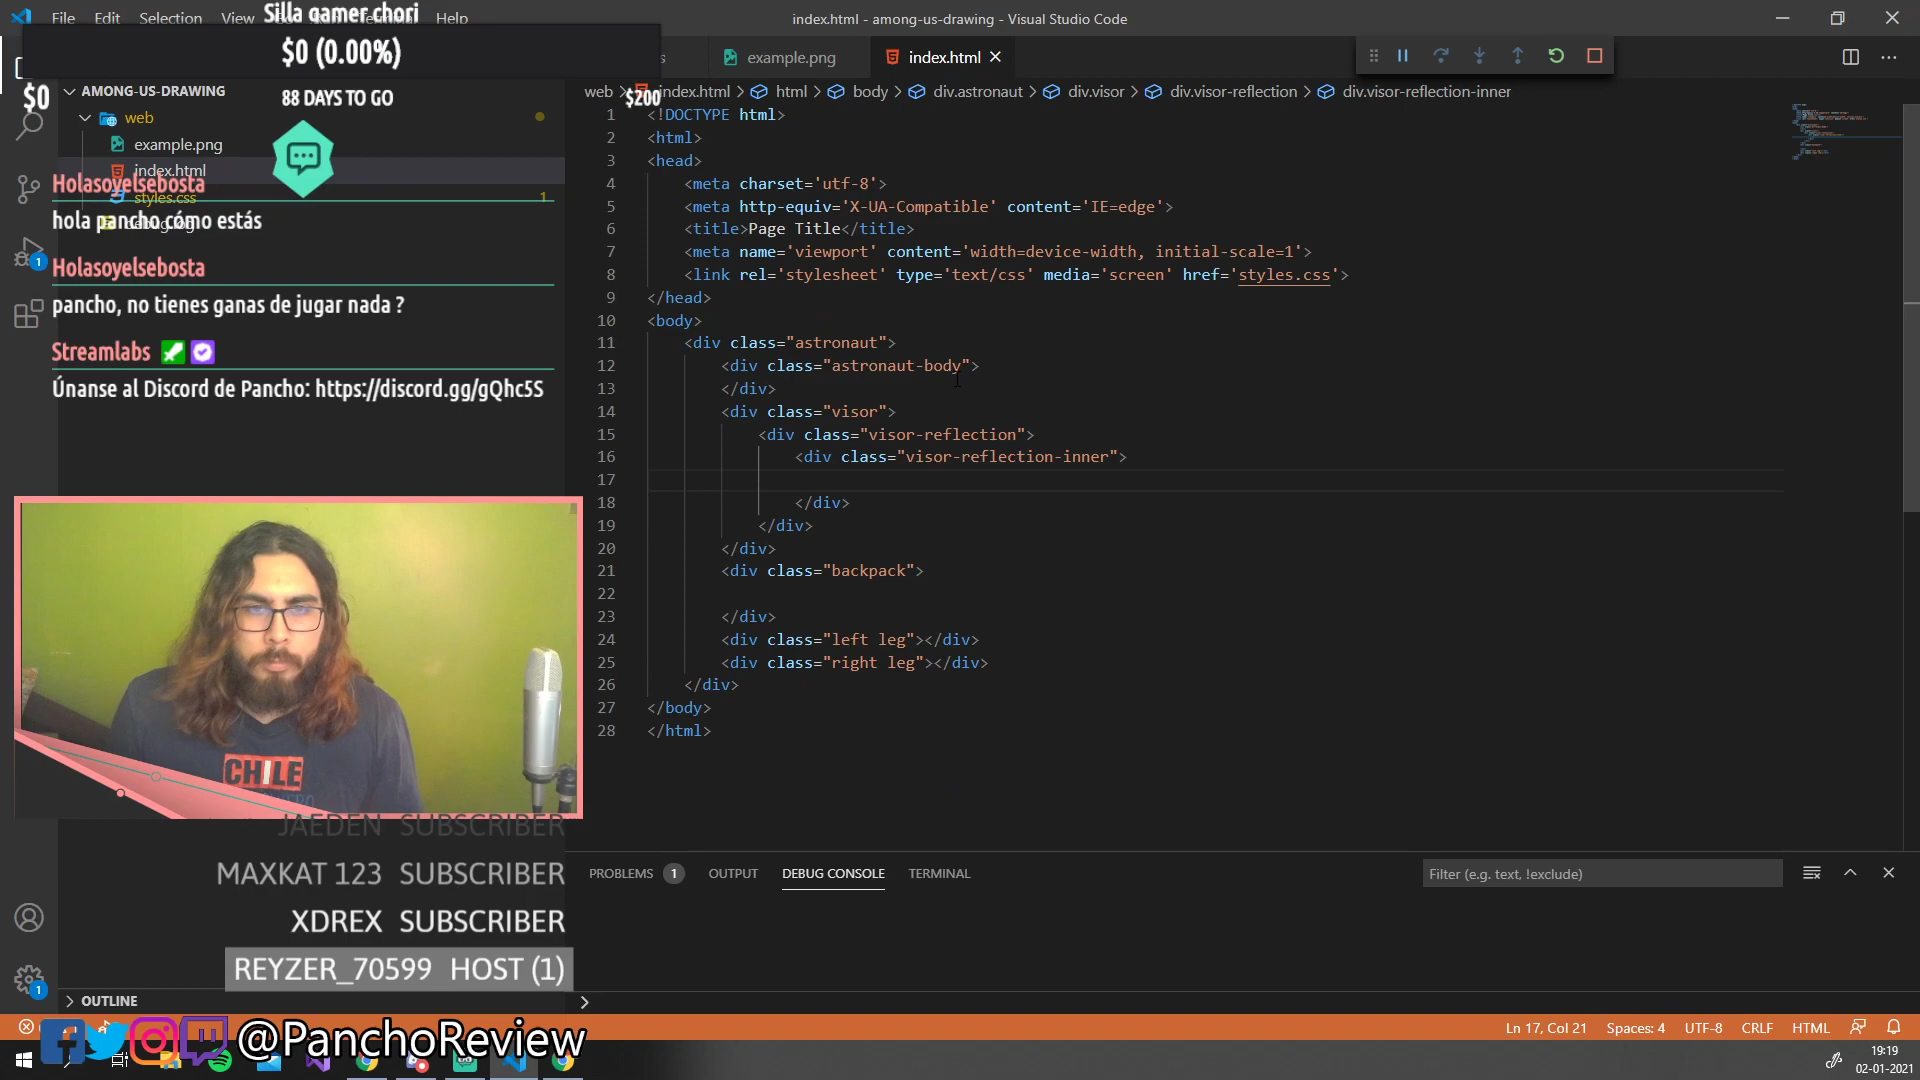 File Edit Selection View Terminal Help
index.html - among-us-drawing - Visual Studio Code
Silla gamer chori
$0 (0.00%)
$0
$200
88 DAYS TO GO
example.png
index.html
AMONG-US-DRAWING
web
example.png
index.html
styles.css
1
debug.log
Holasoyelsebosta
hola pancho cómo estás
Holasoyelsebosta
pancho, no tienes ganas de jugar nada ?
Streamlabs
Únanse al Discord de Pancho: https://discord.gg/gQhc5S
1
web > index.html > html > body > div.astronaut > div.visor > div.visor-reflection > div.visor-reflection-inner
1 <!DOCTYPE html>
2 <html>
3 <head>
4 <meta charset='utf-8'>
5 <meta http-equiv='X-UA-Compatible' content='IE=edge'>
6 <title>Page Title</title>
7 <meta name='viewport' content='width=device-width, initial-scale=1'>
8 <link rel='stylesheet' type='text/css' media='screen' href='styles.css'>
9 </head>
10 <body>
11 <div class="astronaut">
12 <div class="astronaut-body">
13 </div>
14 <div class="visor">
15 <div class="visor-reflection">
16 <div class="visor-reflection-inner">
17
18 </div>
19 </div>
20 </div>
21 <div class="backpack">
22
23 </div>
24 <div class="left leg"></div>
25 <div class="right leg"></div>
26 </div>
27 </body>
28 </html>
CHILE
JAEDEN SUBSCRIBER
MAXKAT 123 SUBSCRIBER
XDREX SUBSCRIBER
REYZER_70599 HOST (1)
PROBLEMS 1 OUTPUT DEBUG CONSOLE TERMINAL
Filter (e.g. text, !exclude)
1
OUTLINE
@PanchoReview
Ln 17, Col 21 Spaces: 4 UTF-8 CRLF HTML
19:19
02-01-2021